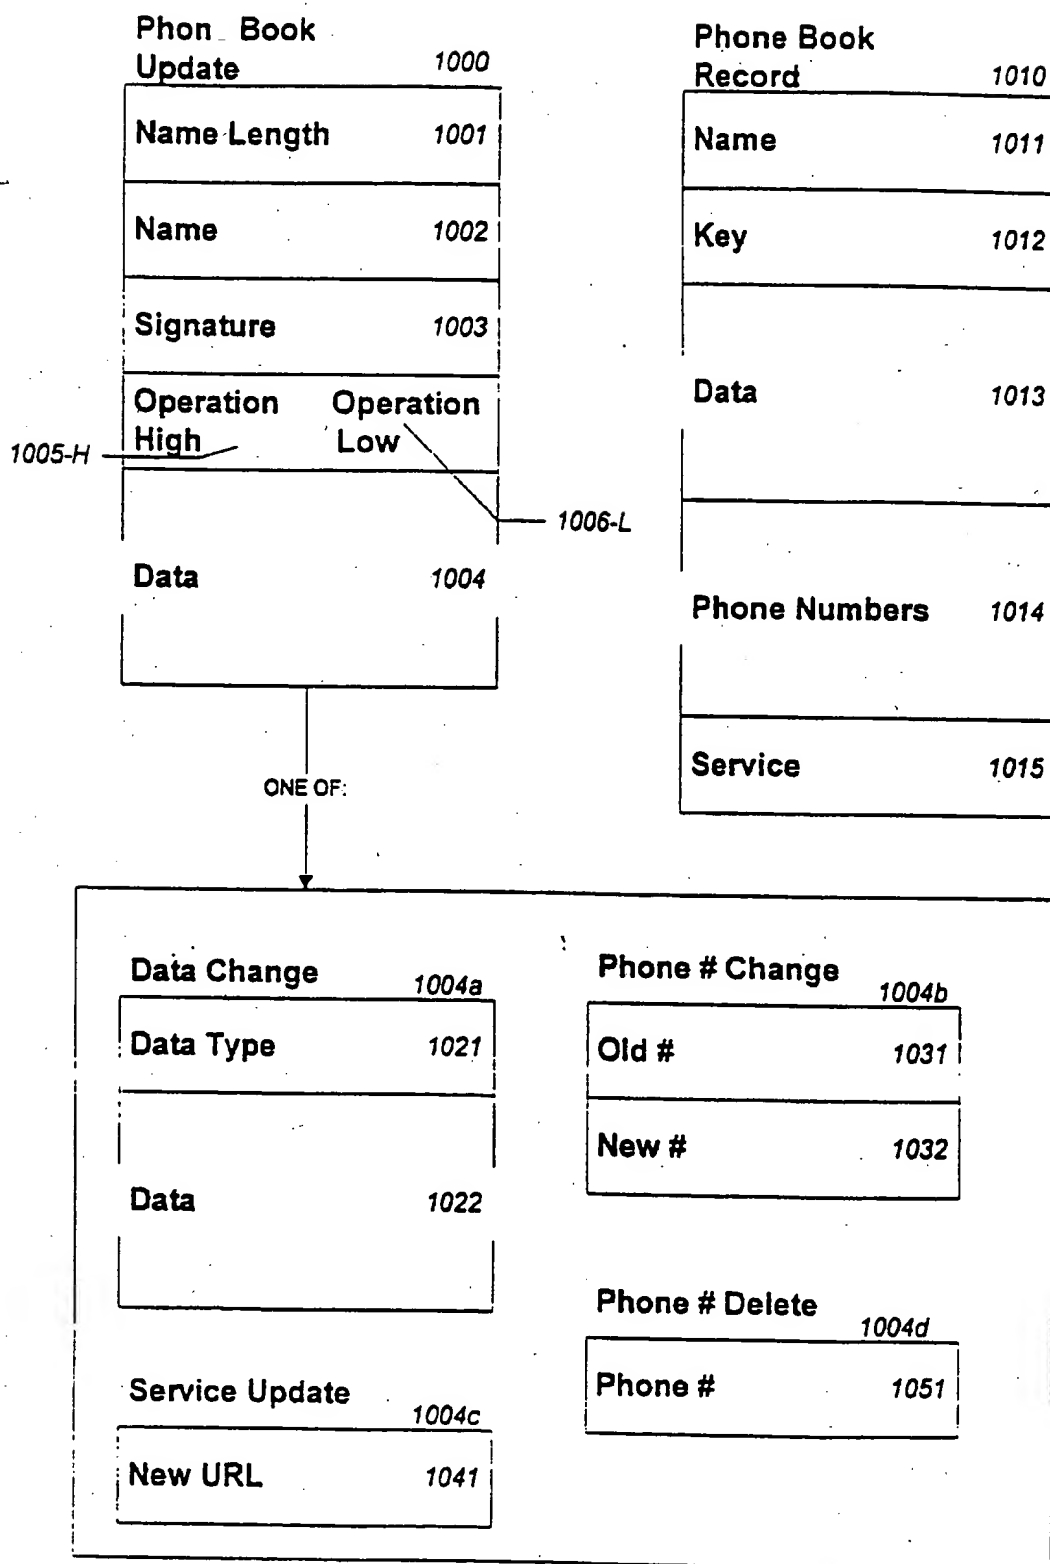 Phon Book
Update 1000
Name Length 1001
Name 1002
Signature 1003
Operation High
Operation Low
1005-H
1006-L
Data 1004
ONE OF:
Phone Book
Record 1010
Name 1011
Key 1012
Data 1013
Phone Numbers 1014
Service 1015
Data Change 1004a
Data Type 1021
Data 1022
Phone # Change 1004b
Old # 1031
New # 1032
Service Update 1004c
New URL 1041
Phone # Delete 1004d
Phone # 1051